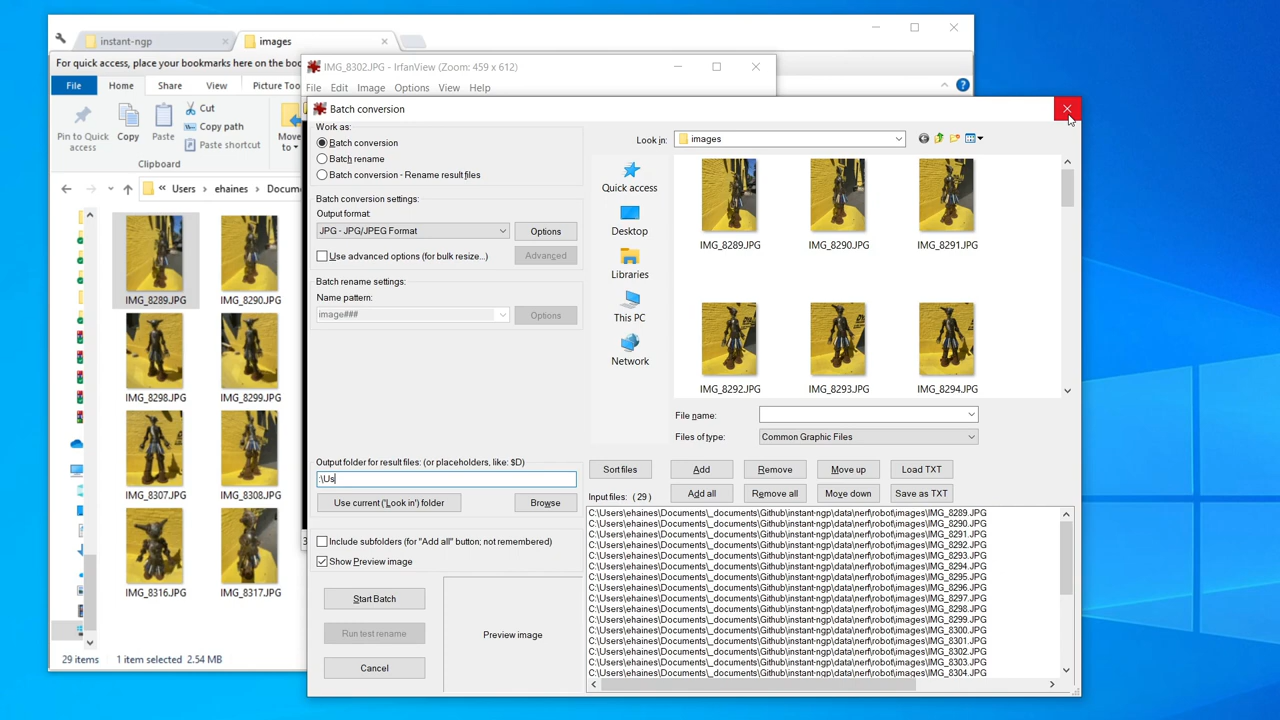 instant-ngp
images
For quick access, place your bookmarks here on the boo
IMG_8302.JPG - IrfanView (Zoom: 459 x 612)
File
Home
Share
View
Picture Too
File Edit Image Options View Help
Pin to Quick access
Copy
Paste
Cut
Copy path
Paste shortcut
Move to
Clipboard
« Users › ehaines › Docum
IMG_8289.JPG
IMG_8290.JPG
IMG_8298.JPG
IMG_8299.JPG
IMG_8307.JPG
IMG_8308.JPG
IMG_8316.JPG
IMG_8317.JPG
29 items
1 item selected 2.54 MB
Batch conversion
Work as:
Batch conversion
Batch rename
Batch conversion - Rename result files
Batch conversion settings:
Output format:
JPG - JPG/JPEG Format
Options
Use advanced options (for bulk resize...)
Advanced
Batch rename settings:
Name pattern:
image###
Options
Output folder for result files: (or placeholders, like: $D)
:\Us
Use current ('Look in') folder
Browse
Include subfolders (for "Add all" button; not remembered)
Show Preview image
Start Batch
Run test rename
Cancel
Preview image
Look in:
images
Quick access
Desktop
Libraries
This PC
Network
IMG_8289.JPG
IMG_8290.JPG
IMG_8291.JPG
IMG_8292.JPG
IMG_8293.JPG
IMG_8294.JPG
File name:
Files of type:
Common Graphic Files
Sort files
Add
Remove
Move up
Load TXT
Input files: ( 29 )
Add all
Remove all
Move down
Save as TXT
C:\Users\ehaines\Documents\_documents\Github\instant-ngp\data\nerf\robot\images\IMG_8289.JPG
C:\Users\ehaines\Documents\_documents\Github\instant-ngp\data\nerf\robot\images\IMG_8290.JPG
C:\Users\ehaines\Documents\_documents\Github\instant-ngp\data\nerf\robot\images\IMG_8291.JPG
C:\Users\ehaines\Documents\_documents\Github\instant-ngp\data\nerf\robot\images\IMG_8292.JPG
C:\Users\ehaines\Documents\_documents\Github\instant-ngp\data\nerf\robot\images\IMG_8293.JPG
C:\Users\ehaines\Documents\_documents\Github\instant-ngp\data\nerf\robot\images\IMG_8294.JPG
C:\Users\ehaines\Documents\_documents\Github\instant-ngp\data\nerf\robot\images\IMG_8295.JPG
C:\Users\ehaines\Documents\_documents\Github\instant-ngp\data\nerf\robot\images\IMG_8296.JPG
C:\Users\ehaines\Documents\_documents\Github\instant-ngp\data\nerf\robot\images\IMG_8297.JPG
C:\Users\ehaines\Documents\_documents\Github\instant-ngp\data\nerf\robot\images\IMG_8298.JPG
C:\Users\ehaines\Documents\_documents\Github\instant-ngp\data\nerf\robot\images\IMG_8299.JPG
C:\Users\ehaines\Documents\_documents\Github\instant-ngp\data\nerf\robot\images\IMG_8300.JPG
C:\Users\ehaines\Documents\_documents\Github\instant-ngp\data\nerf\robot\images\IMG_8301.JPG
C:\Users\ehaines\Documents\_documents\Github\instant-ngp\data\nerf\robot\images\IMG_8302.JPG
C:\Users\ehaines\Documents\_documents\Github\instant-ngp\data\nerf\robot\images\IMG_8303.JPG
C:\Users\ehaines\Documents\_documents\Github\instant-ngp\data\nerf\robot\images\IMG_8304.JPG